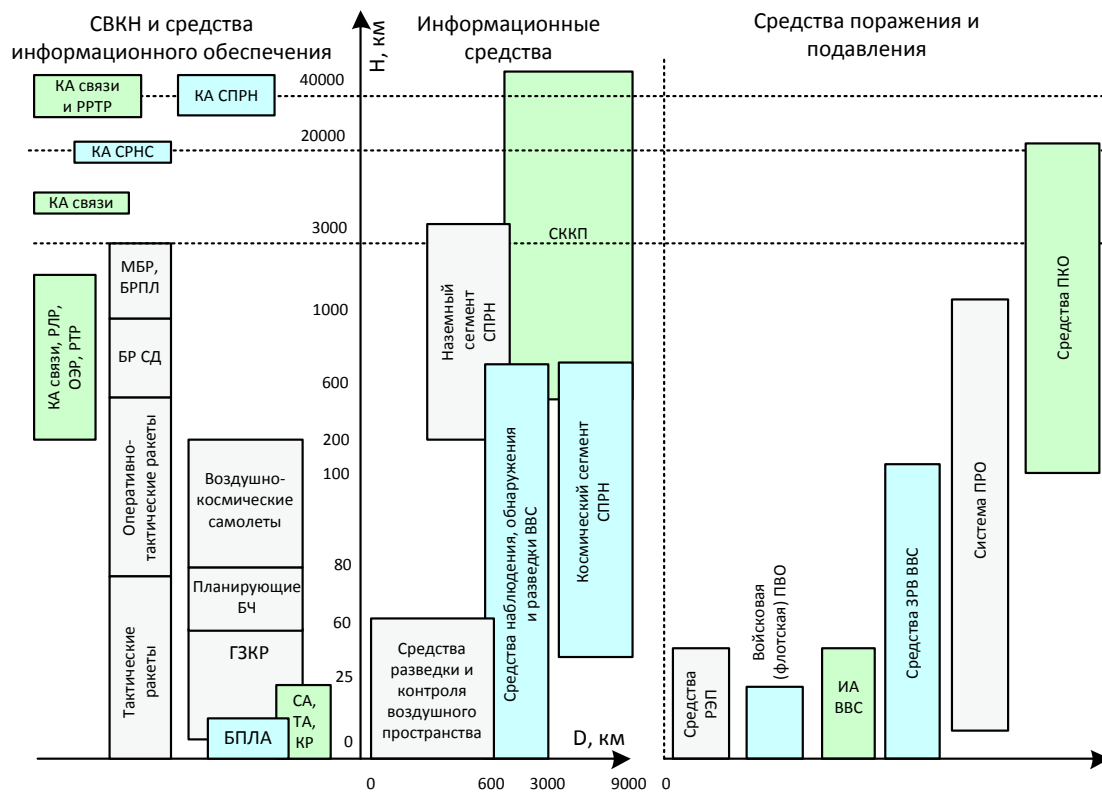 СВКН и средства
информационного обеспечения
Н, км
Информационные
средства
Средства поражения и
подавления
КА связи
и РРТР
КА СПРН
КА СРНС
КА связи
МБР,
БРПЛ
КА связи, РЛР,
ОЭР, РТР
БР СД
Оперативно-
тактические ракеты
Тактические
ракеты
Воздушно-
космические
самолеты
Планирующие
БЧ
ГЗКР
СА,
ТА,
КР
БПЛА
40000
20000
3000
1000
600
200
100
80
60
25
0
СККП
Наземный
сегмент
СПРН
Средства наблюдения, обнаружения
и разведки ВВС
Космический сегмент
СПРН
Средства
разведки и
контроля
воздушного
пространства
D, км
0
600
3000
9000
Средства
РЭП
Войсковая
(флотская) ПВО
ИА
ВВС
Средства ЗРВ ВВС
Система ПРО
Средства ПКО
0